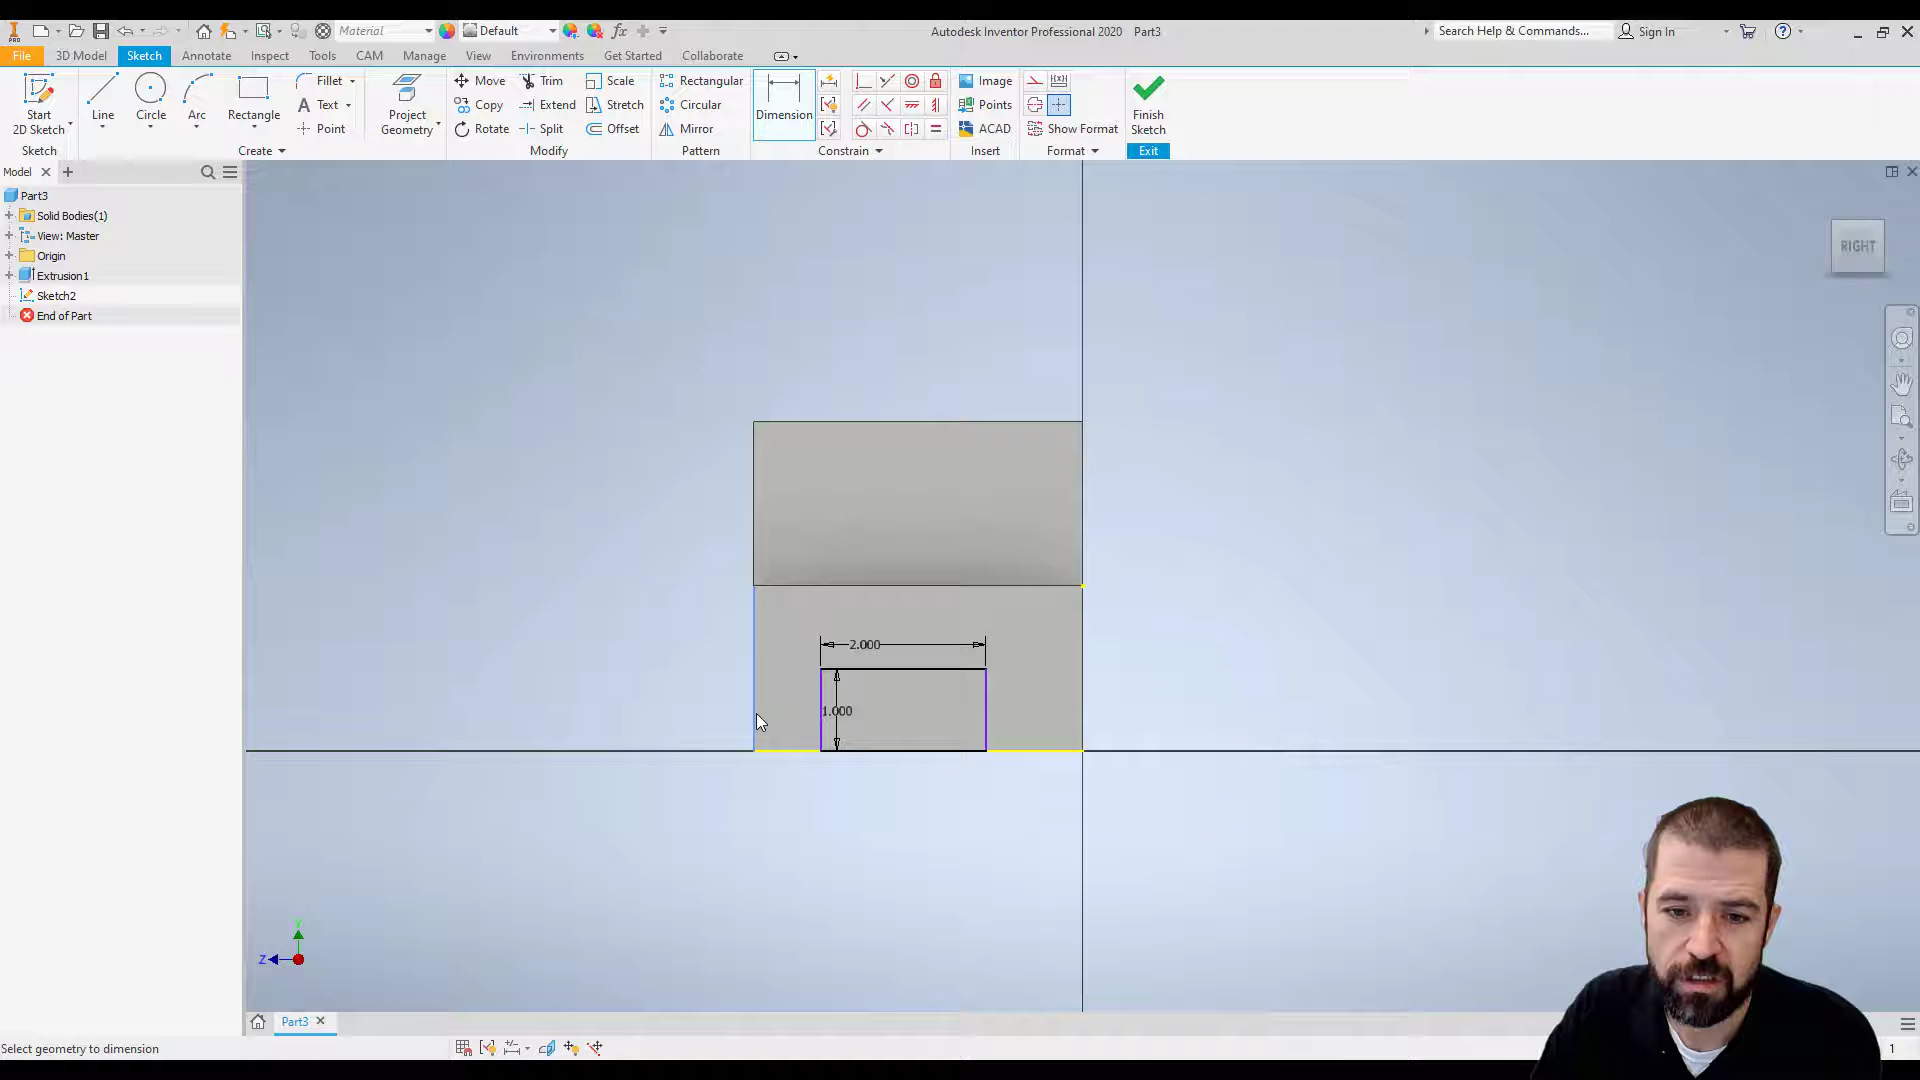 Material Default Autodesk Inventor Professional 2020 Part3 Search Help & Commands... Sign In
File 3D Model Sketch Annotate Inspect Tools CAM Manage View Environments Get Started Collaborate
Start 2D Sketch
Line
Circle
Arc
Rectangle
Fillet
Text
Point
Project Geometry
Move Trim Scale
Copy Extend Stretch
Rotate Split Offset
Rectangular
Circular
Mirror
Dimension
Image
Points
ACAD
Show Format
Finish Sketch
Sketch Create Modify Pattern Constrain Insert Format Exit
Model
Part3
Solid Bodies(1)
View: Master
Origin
Extrusion1
Sketch2
End of Part
RIGHT
2.000
1.000
Y
Z
Part3
Select geometry to dimension
1